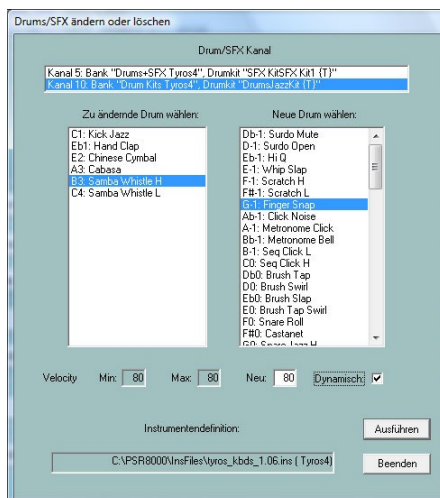 Drums/SFX ändern oder löschen
Drum/SFX Kanal
Kanal 5: Bank "Drums+SFX Tyros4", Drumkit "SFX KitSFX Kit1 {T}"
Kanal 10: Bank "Drum Kits Tyros4", Drumkit "DrumsJazzKit {T}"
Zu ändernde Drum wählen:
C1: Kick Jazz
Eb1: Hand Clap
E2: Chinese Cymbal
A3: Cabasa
B3: Samba Whistle H
C4: Samba Whistle L
Neue Drum wählen:
Db-1: Surdo Mute
D-1: Surdo Open
Eb-1: Hi Q
E-1: Whip Slap
F-1: Scratch H
F#-1: Scratch L
G-1: Finger Snap
Ab-1: Click Noise
A-1: Metronome Click
Bb-1: Metronome Bell
B-1: Seq Click L
C0: Seq Click H
Db0: Brush Tap
D0: Brush Swirl
Eb0: Brush Slap
E0: Brush Tap Swirl
F0: Snare Roll
F#0: Castanet
G0: Snare Jazz H
Velocity Min: 80 Max: 80 Neu: 80 Dynamisch:
Instrumentendefinition:
Ausführen
C:\PSR8000\InsFiles\tyros_kbds_1.06.ins ( Tyros4)
Beenden